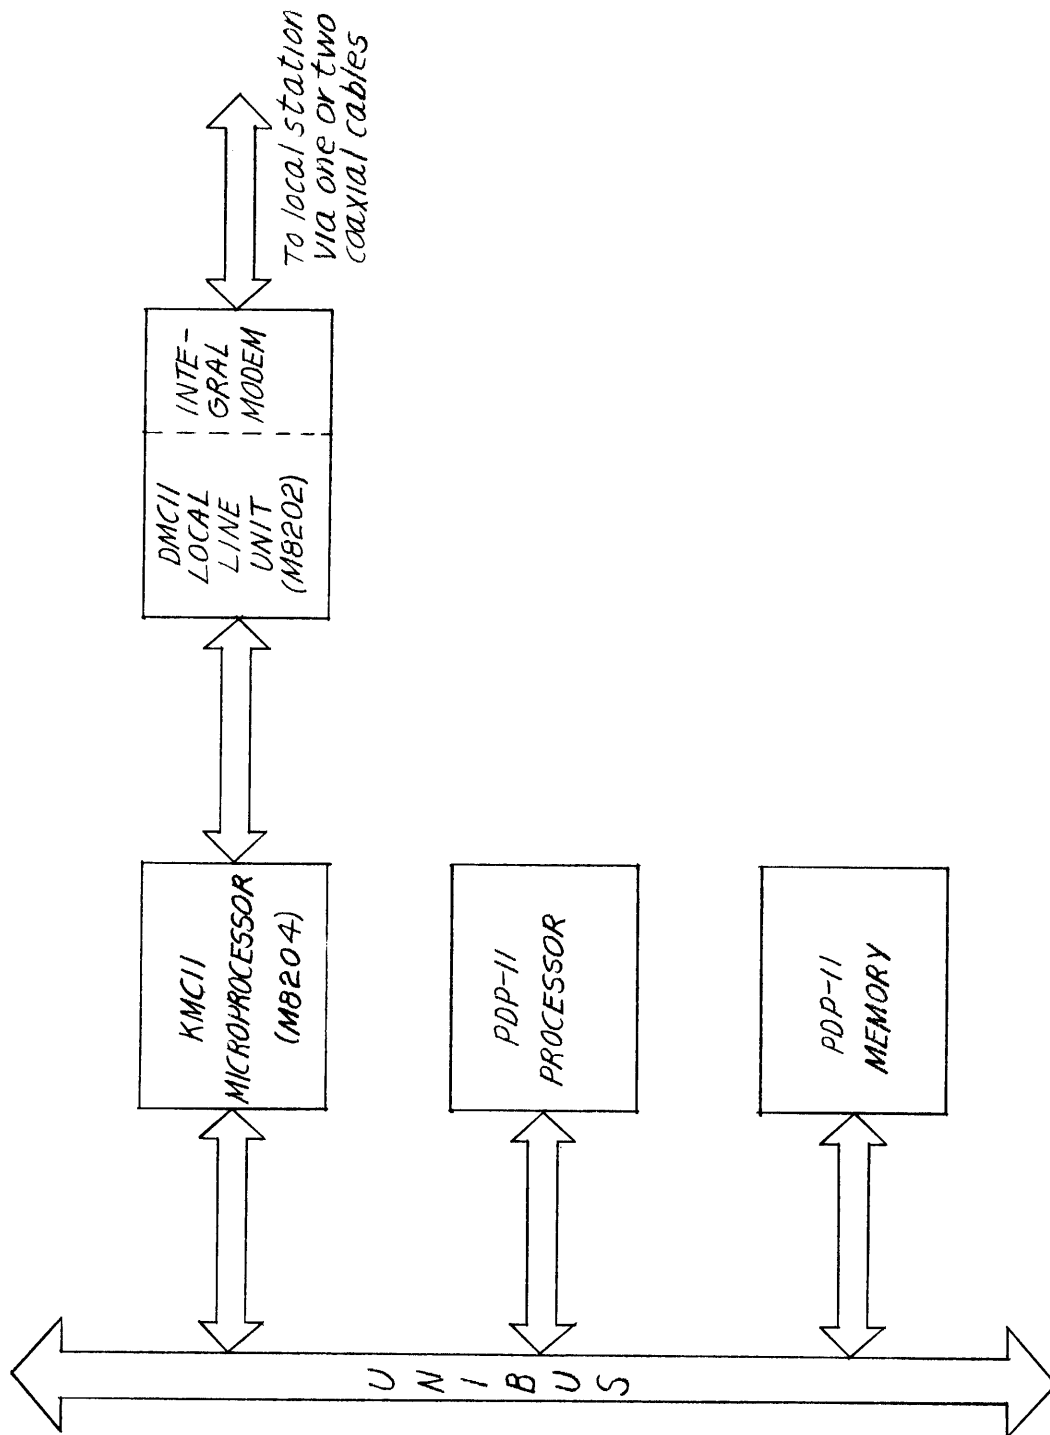 U N I B U S
KMC11
MICROPROCESSOR
(M8204)
DMC11
LOCAL
LINE
UNIT
(M8202)
INTE-
GRAL
MODEM
To local station
via one or two
coaxial cables
PDP-11
PROCESSOR
PDP-11
MEMORY